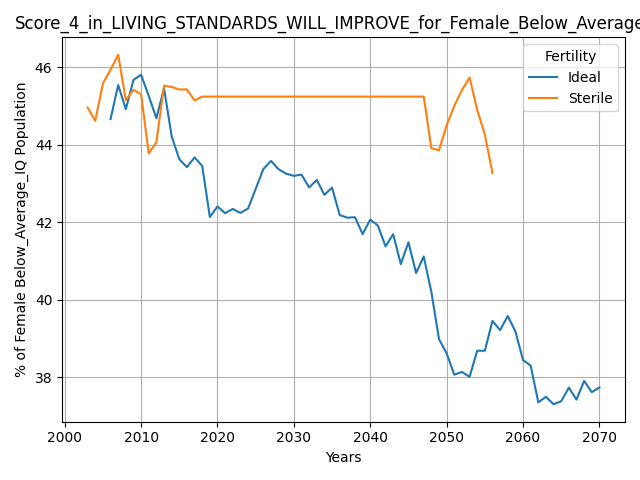 Score_4_in_LIVING_STANDARDS_WILL_IMPROVE_for_Female_Below_Average
Fertility
Ideal
Sterile
% of Female Below_Average_IQ Population
46
44
42
40
38
2000 2010 2020 2030 2040 2050 2060 2070
Years